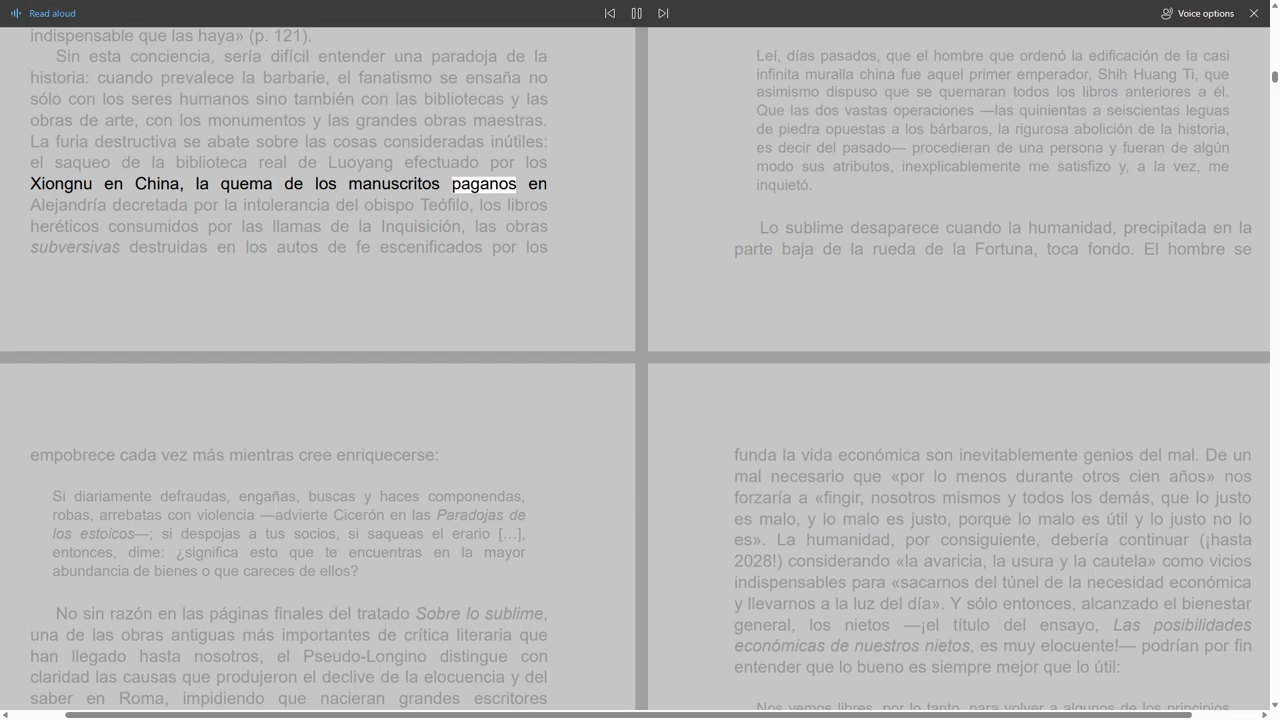 Read aloud
Voice options
indispensable que las haya» (p. 121).
Sin esta conciencia, sería difícil entender una paradoja de la
historia: cuando prevalece la barbarie, el fanatismo se ensaña no
sólo con los seres humanos sino también con las bibliotecas y las
obras de arte, con los monumentos y las grandes obras maestras.
La furia destructiva se abate sobre las cosas consideradas inútiles:
el saqueo de la biblioteca real de Luoyang efectuado por los
Xiongnu en China, la quema de los manuscritos paganos en
Alejandría decretada por la intolerancia del obispo Teófilo, los libros
heréticos consumidos por las llamas de la Inquisición, las obras
subversivas destruidas en los autos de fe escenificados por los
Leí, días pasados, que el hombre que ordenó la edificación de la casi
infinita muralla china fue aquel primer emperador, Shih Huang Ti, que
asimismo dispuso que se quemaran todos los libros anteriores a él.
Que las dos vastas operaciones —las quinientas a seiscientas leguas
de piedra opuestas a los bárbaros, la rigurosa abolición de la historia,
es decir del pasado— procedieran de una persona y fueran de algún
modo sus atributos, inexplicablemente me satisfizo y, a la vez, me
inquietó.
Lo sublime desaparece cuando la humanidad, precipitada en la
parte baja de la rueda de la Fortuna, toca fondo. El hombre se
empobrece cada vez más mientras cree enriquecerse:
Si diariamente defraudas, engañas, buscas y haces componendas,
robas, arrebatas con violencia —advierte Cicerón en las Paradojas de
los estoicos—; si despojas a tus socios, si saqueas el erario […],
entonces, dime: ¿significa esto que te encuentras en la mayor
abundancia de bienes o que careces de ellos?
No sin razón en las páginas finales del tratado Sobre lo sublime,
una de las obras antiguas más importantes de crítica literaria que
han llegado hasta nosotros, el Pseudo-Longino distingue con
claridad las causas que produjeron el declive de la elocuencia y del
saber en Roma, impidiendo que nacieran grandes escritores
funda la vida económica son inevitablemente genios del mal. De un
mal necesario que «por lo menos durante otros cien años» nos
forzaría a «fingir, nosotros mismos y todos los demás, que lo justo
es malo, y lo malo es justo, porque lo malo es útil y lo justo no lo
es». La humanidad, por consiguiente, debería continuar (¡hasta
2028!) considerando «la avaricia, la usura y la cautela» como vicios
indispensables para «sacarnos del túnel de la necesidad económica
y llevarnos a la luz del día». Y sólo entonces, alcanzado el bienestar
general, los nietos —¡el título del ensayo, Las posibilidades
económicas de nuestros nietos, es muy elocuente!— podrían por fin
entender que lo bueno es siempre mejor que lo útil:
Nos vemos libres, por lo tanto, para volver a algunos de los principios